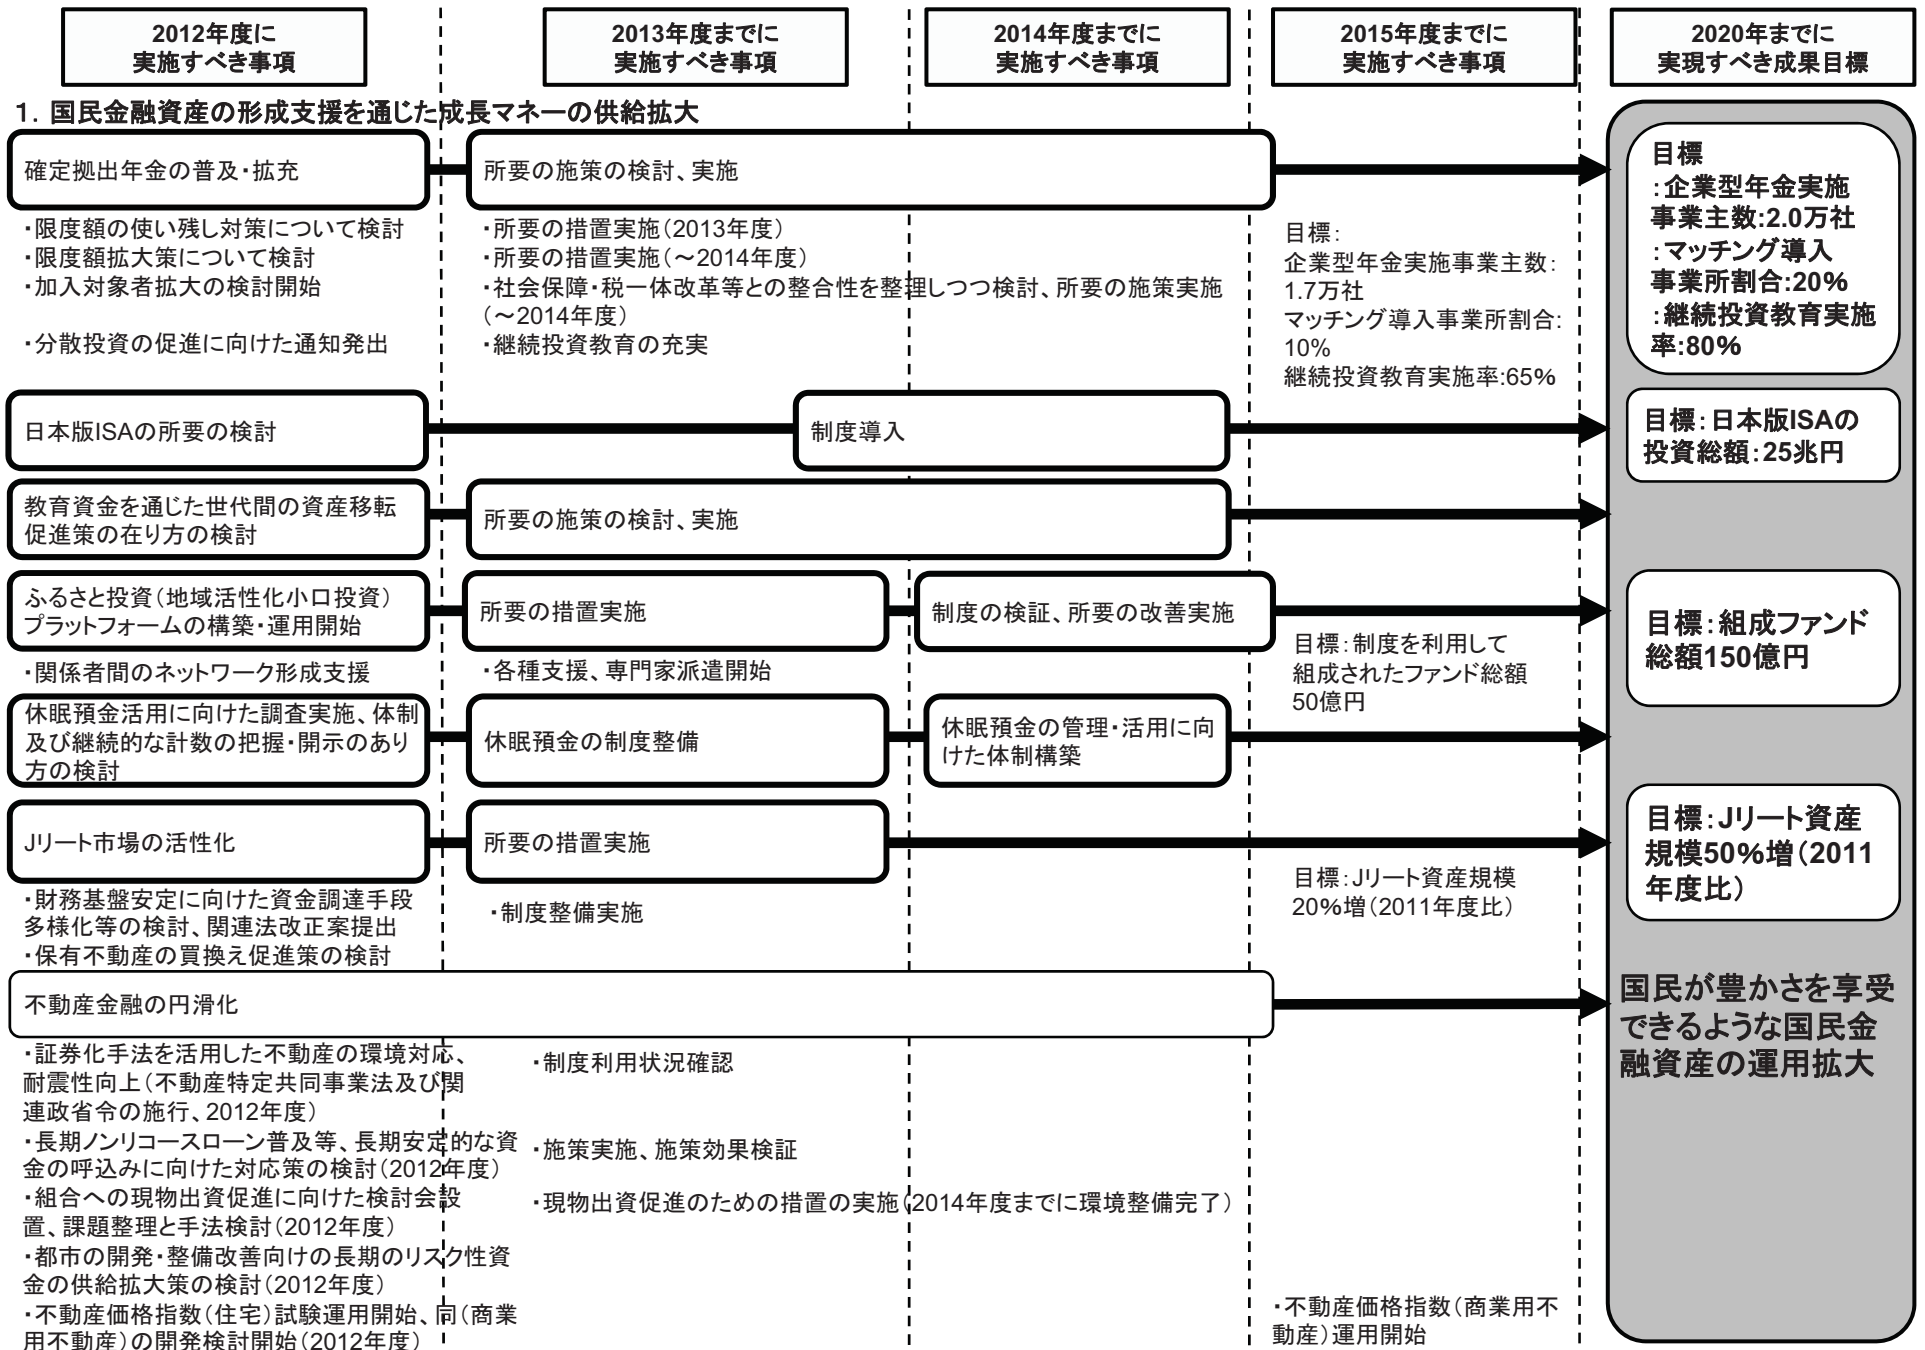 2012年度に
実施すべき事項
2013年度までに
実施すべき事項
2014年度までに
実施すべき事項
2015年度までに
実施すべき事項
2020年までに
実現すべき成果目標
1．国民金融資産の形成支援を通じた成長マネーの供給拡大
確定拠出年金の普及・拡充
所要の施策の検討、実施
・限度額の使い残し対策について検討
・限度額拡大策について検討
・加入対象者拡大の検討開始
・分散投資の促進に向けた通知発出
・所要の措置実施（2013年度）
・所要の措置実施（～2014年度）
・社会保障・税一体改革等との整合性を整理しつつ検討、所要の施策実施
（～2014年度）
・継続投資教育の充実
目標：
企業型年金実施事業主数：
1.7万社
マッチング導入事業所割合:
10%
継続投資教育実施率:65%
目標
：企業型年金実施
事業主数:2.0万社
：マッチング導入
事業所割合:20%
：継続投資教育実施
率:80%
日本版ISAの所要の検討
制度導入
目標：日本版ISAの
投資総額：25兆円
教育資金を通じた世代間の資産移転
促進策の在り方の検討
所要の施策の検討、実施
ふるさと投資（地域活性化小口投資）
プラットフォームの構築・運用開始
所要の措置実施
制度の検証、所要の改善実施
・関係者間のネットワーク形成支援
・各種支援、専門家派遣開始
目標：制度を利用して
組成されたファンド総額
50億円
目標：組成ファンド
総額150億円
休眠預金活用に向けた調査実施、体制
及び継続的な計数の把握・開示のあり
方の検討
休眠預金の制度整備
休眠預金の管理・活用に向
けた体制構築
Jリート市場の活性化
所要の措置実施
・財務基盤安定に向けた資金調達手段
多様化等の検討、関連法改正案提出
・保有不動産の買換え促進策の検討
・制度整備実施
目標：Jリート資産規模
20%増（2011年度比）
目標：Jリート資産
規模50%増（2011
年度比）
不動産金融の円滑化
国民が豊かさを享受
できるような国民金
融資産の運用拡大
・証券化手法を活用した不動産の環境対応、
耐震性向上（不動産特定共同事業法及び関
連政省令の施行、2012年度）
・制度利用状況確認
・長期ノンリコースローン普及等、長期安定的な資
金の呼込みに向けた対応策の検討（2012年度）
・施策実施、施策効果検証
・組合への現物出資促進に向けた検討会設
置、課題整理と手法検討（2012年度）
・現物出資促進のための措置の実施（2014年度までに環境整備完了）
・都市の開発・整備改善向けの長期のリスク性資
金の供給拡大策の検討（2012年度）
・不動産価格指数（住宅）試験運用開始、同（商業
用不動産）の開発検討開始（2012年度）
・不動産価格指数（商業用不
動産）運用開始